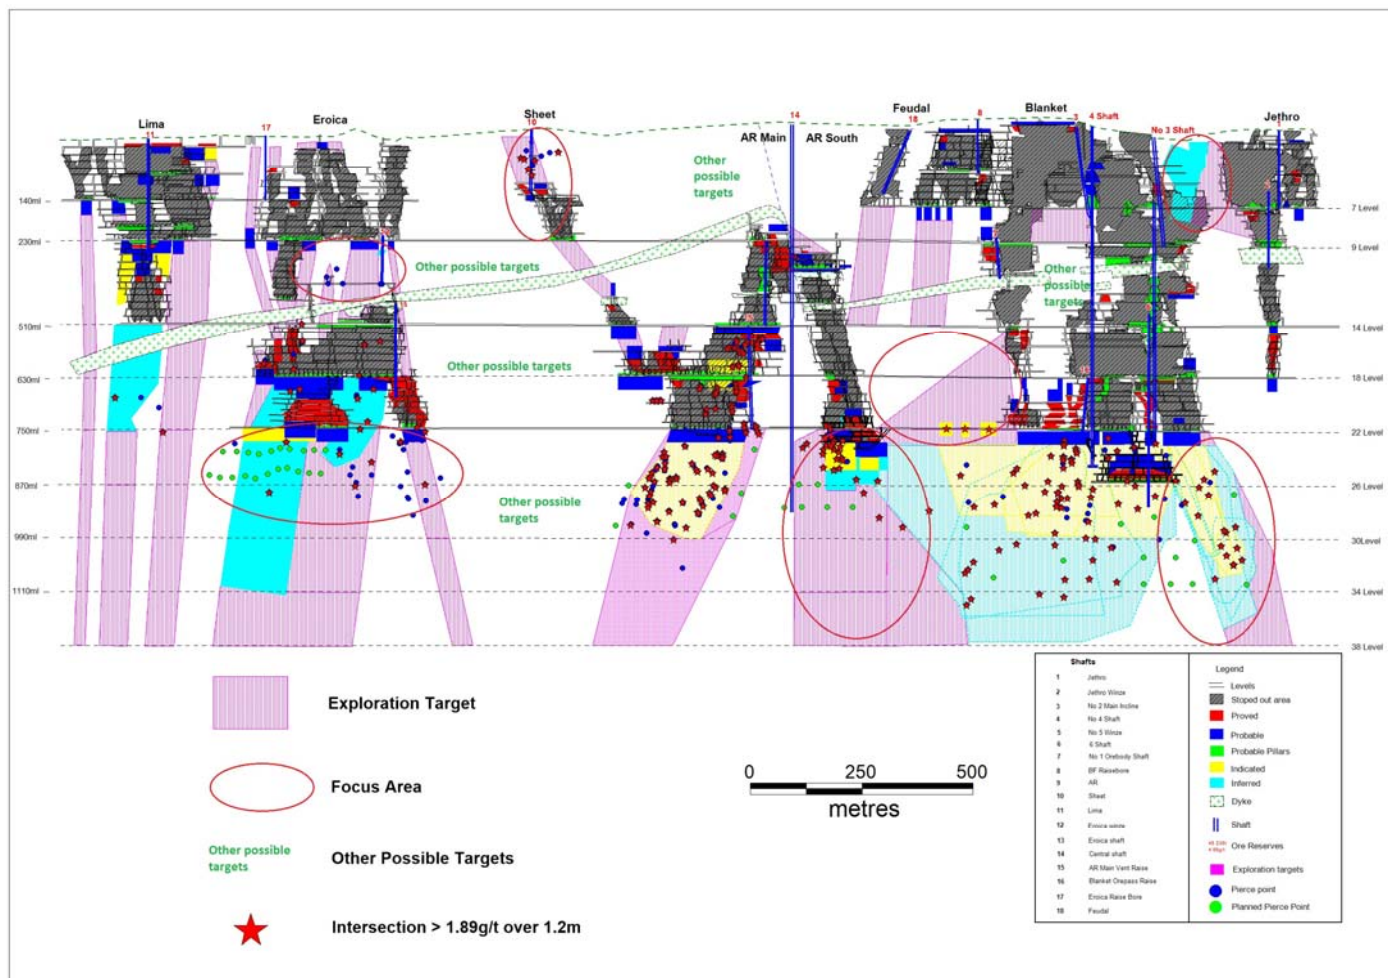 Lima
11
17
Eroica
Sheet
10
14
AR Main
AR South
Feudal
18
8
Blanket
3
4 Shaft
No 3 Shaft
Jethro
1
Other
possible
targets
140ml
7 Level
230ml
9 Level
Other possible targets
Other
possible
targets
510ml
14 Level
Other possible targets
630ml
18 Level
750ml
22 Level
870ml
26 Level
Other possible
targets
990ml
30Level
1110ml
34 Level
38 Level
Exploration Target
Focus Area
Other possible
targets
Other Possible Targets
Intersection > 1.89g/t over 1.2m
0 250 500
metres
Shafts
1 Jethro
2 Jethro Winze
3 No 2 Main Incline
4 No 4 Shaft
5 No 5 Winze
6 6 Shaft
7 No 1 Orebody Shaft
8 BF Raisebore
9 AR
10 Sheet
11 Lima
12 Eroica winze
13 Eroica shaft
14 Central shaft
15 AR Main Vent Raise
16 Blanket Orepass Raise
17 Eroica Raise Bore
18 Feudal
Legend
Levels
Stoped out area
Proved
Probable
Probable Pillars
Indicated
Inferred
Dyke
Shaft
Ore Reserves
Exploration targets
Pierce point
Planned Pierce Point